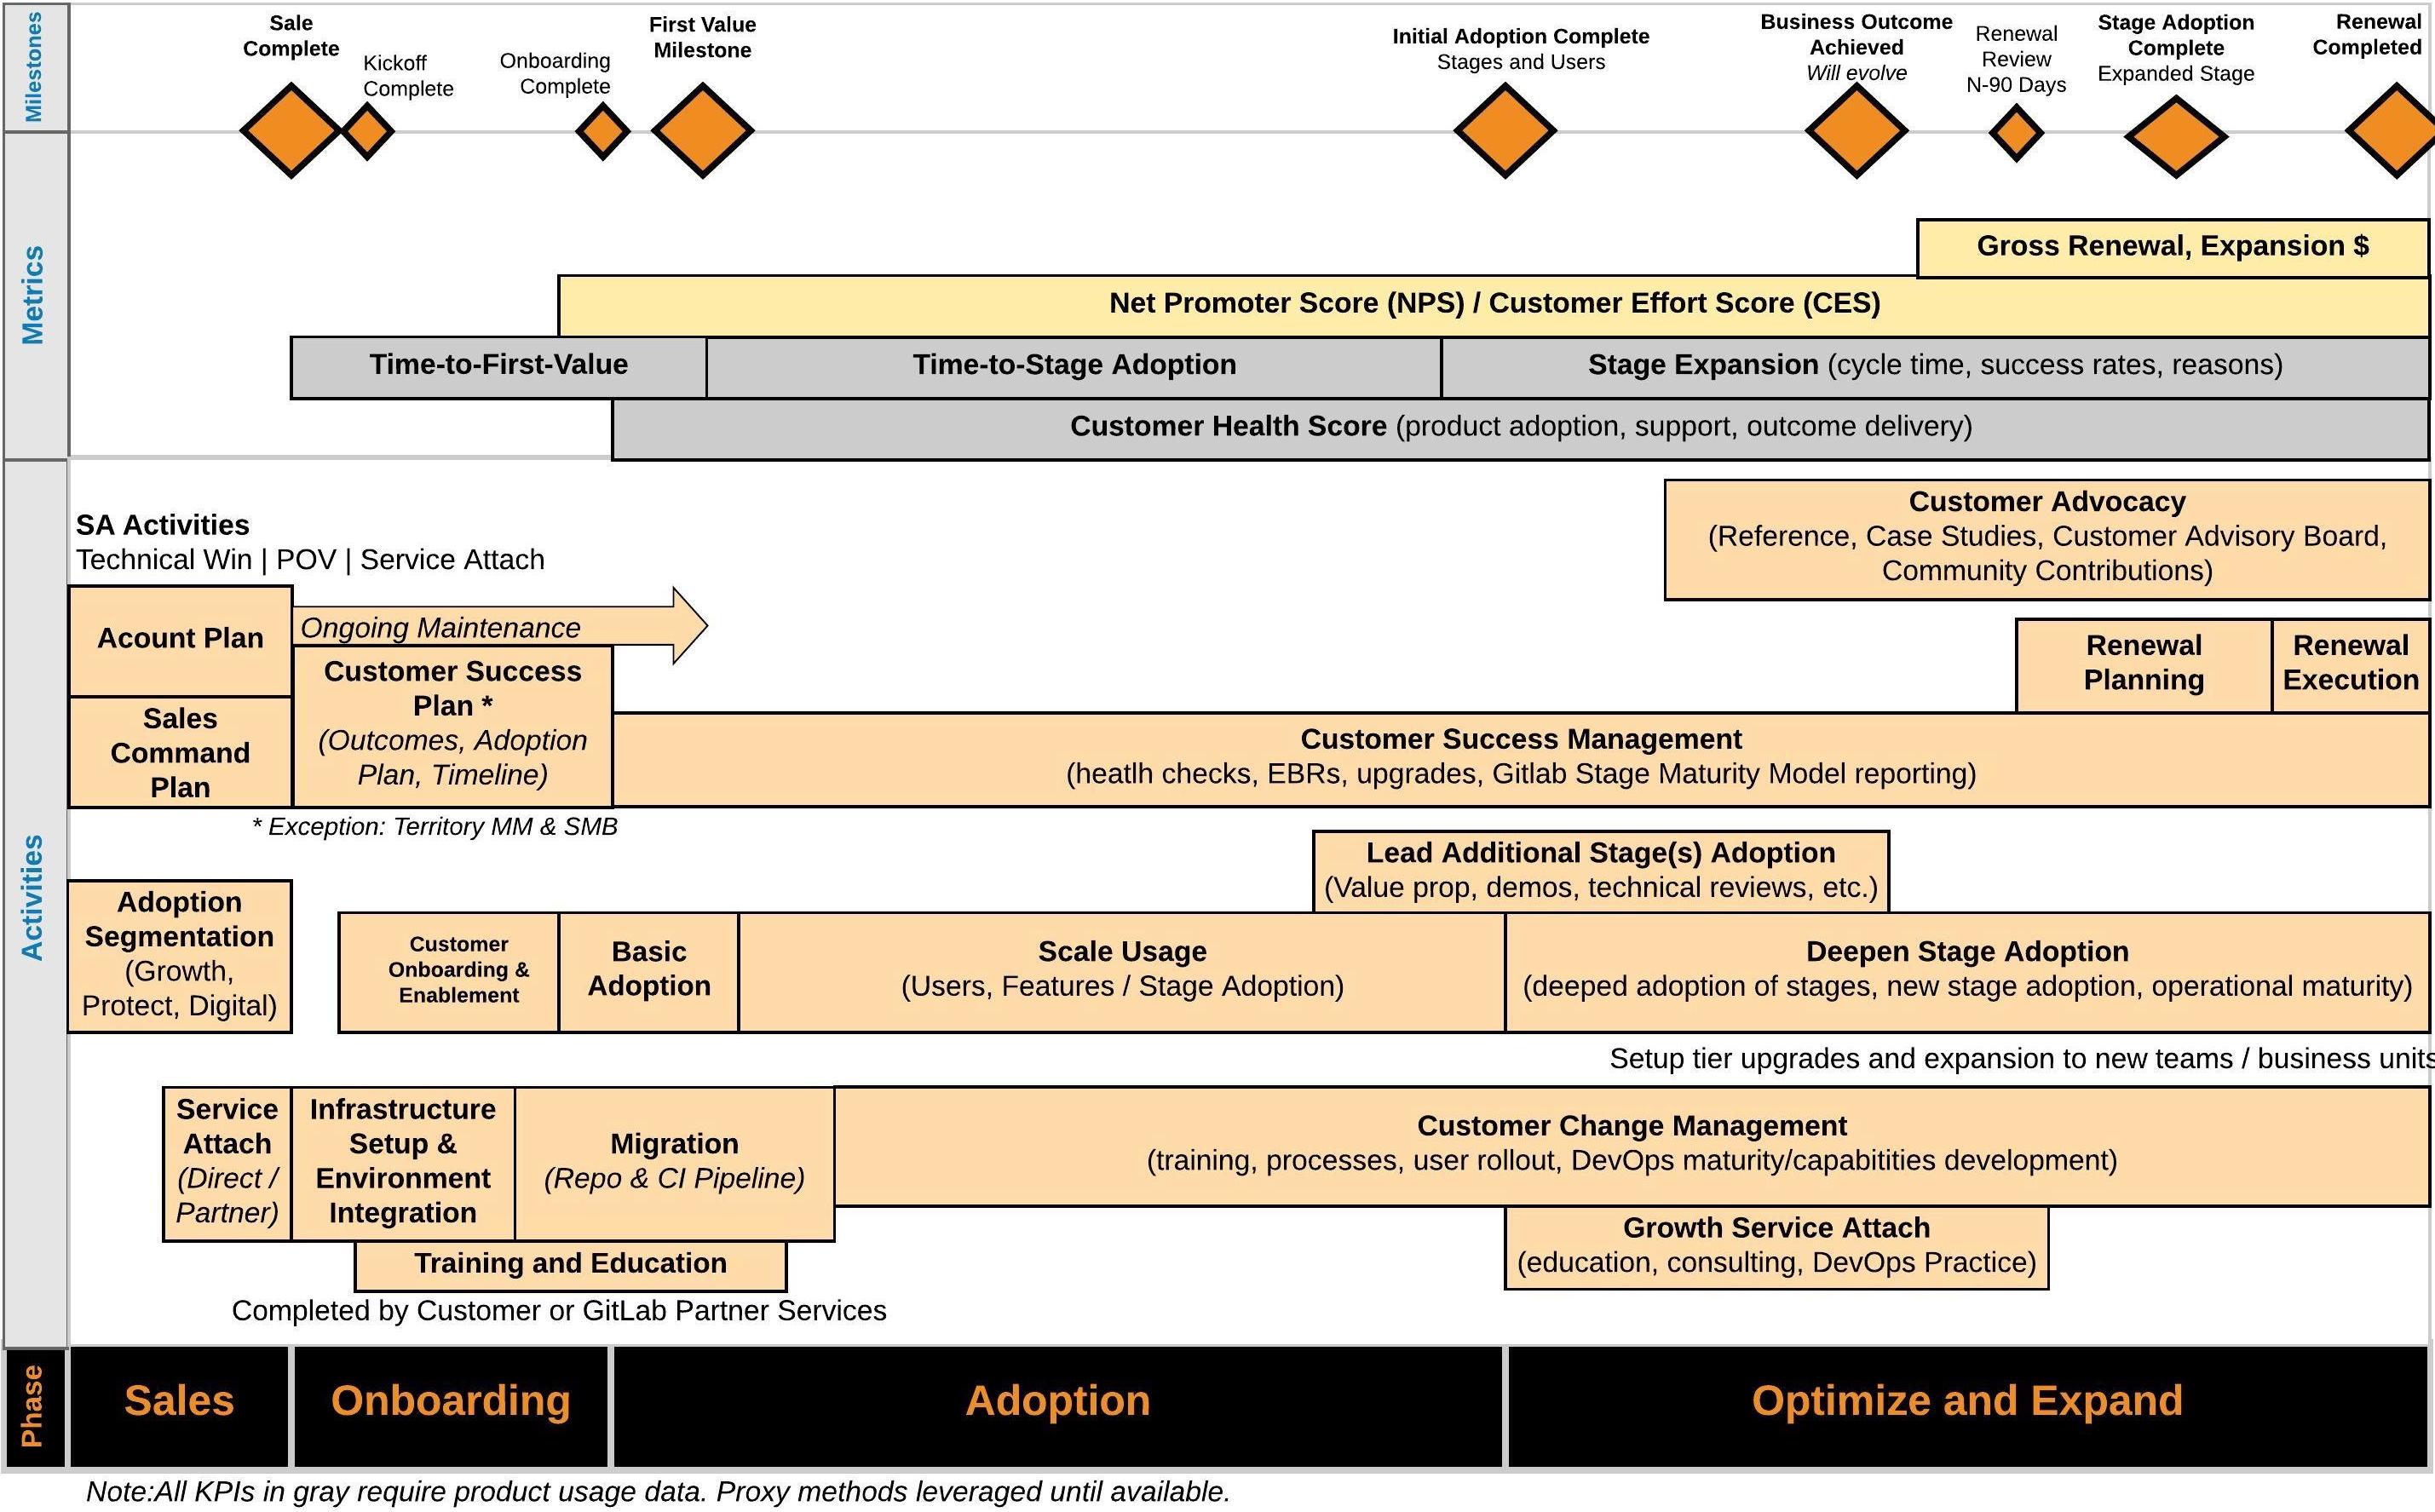 Milestones
Sale
Complete
Kickoff
Complete
Onboarding
Complete
First Value
Milestone
Initial Adoption Complete
Stages and Users
Business Outcome
Achieved
Will evolve
Renewal
Review
N-90 Days
Stage Adoption
Complete
Expanded Stage
Renewal
Completed
Metrics
Gross Renewal, Expansion $
Net Promoter Score (NPS) / Customer Effort Score (CES)
Time-to-First-Value
Time-to-Stage Adoption
Stage Expansion (cycle time, success rates, reasons)
Customer Health Score (product adoption, support, outcome delivery)
Activities
Customer Advocacy
(Reference, Case Studies, Customer Advisory Board,
Community Contributions)
SA Activities
Technical Win | POV | Service Attach
Acount Plan
Ongoing Maintenance
Sales
Command
Plan
Customer Success
Plan *
(Outcomes, Adoption
Plan, Timeline)
Renewal
Planning
Renewal
Execution
Customer Success Management
(heatlh checks, EBRs, upgrades, Gitlab Stage Maturity Model reporting)
* Exception: Territory MM & SMB
Lead Additional Stage(s) Adoption
(Value prop, demos, technical reviews, etc.)
Adoption
Segmentation
(Growth,
Protect, Digital)
Customer
Onboarding &
Enablement
Basic
Adoption
Scale Usage
(Users, Features / Stage Adoption)
Deepen Stage Adoption
(deeped adoption of stages, new stage adoption, operational maturity)
Setup tier upgrades and expansion to new teams / business units
Service
Attach
(Direct /
Partner)
Infrastructure
Setup &
Environment
Integration
Migration
(Repo & CI Pipeline)
Customer Change Management
(training, processes, user rollout, DevOps maturity/capabitities development)
Training and Education
Growth Service Attach
(education, consulting, DevOps Practice)
Completed by Customer or GitLab Partner Services
Phase
Sales
Onboarding
Adoption
Optimize and Expand
Note:All KPIs in gray require product usage data. Proxy methods leveraged until available.